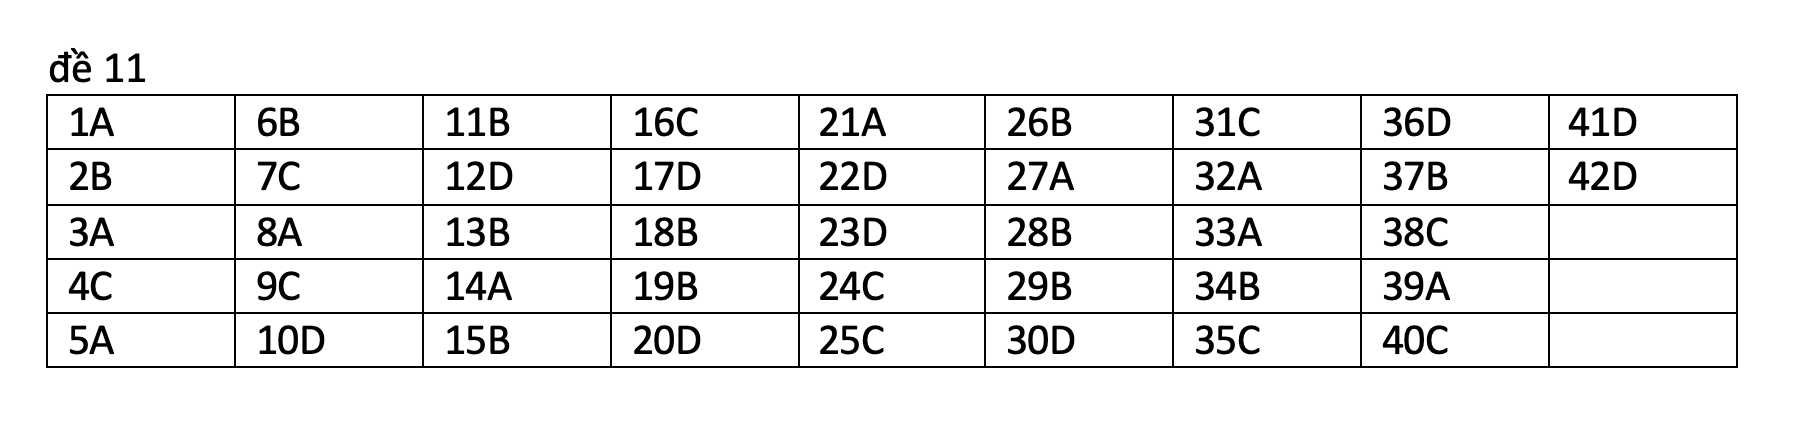 đề 11
1A 6B 11B 16C 21A 26B 31C 36D 41D
2B 7C 12D 17D 22D 27A 32A 37B 42D
3A 8A 13B 18B 23D 28B 33A 38C
4C 9C 14A 19B 24C 29B 34B 39A
5A 10D 15B 20D 25C 30D 35C 40C